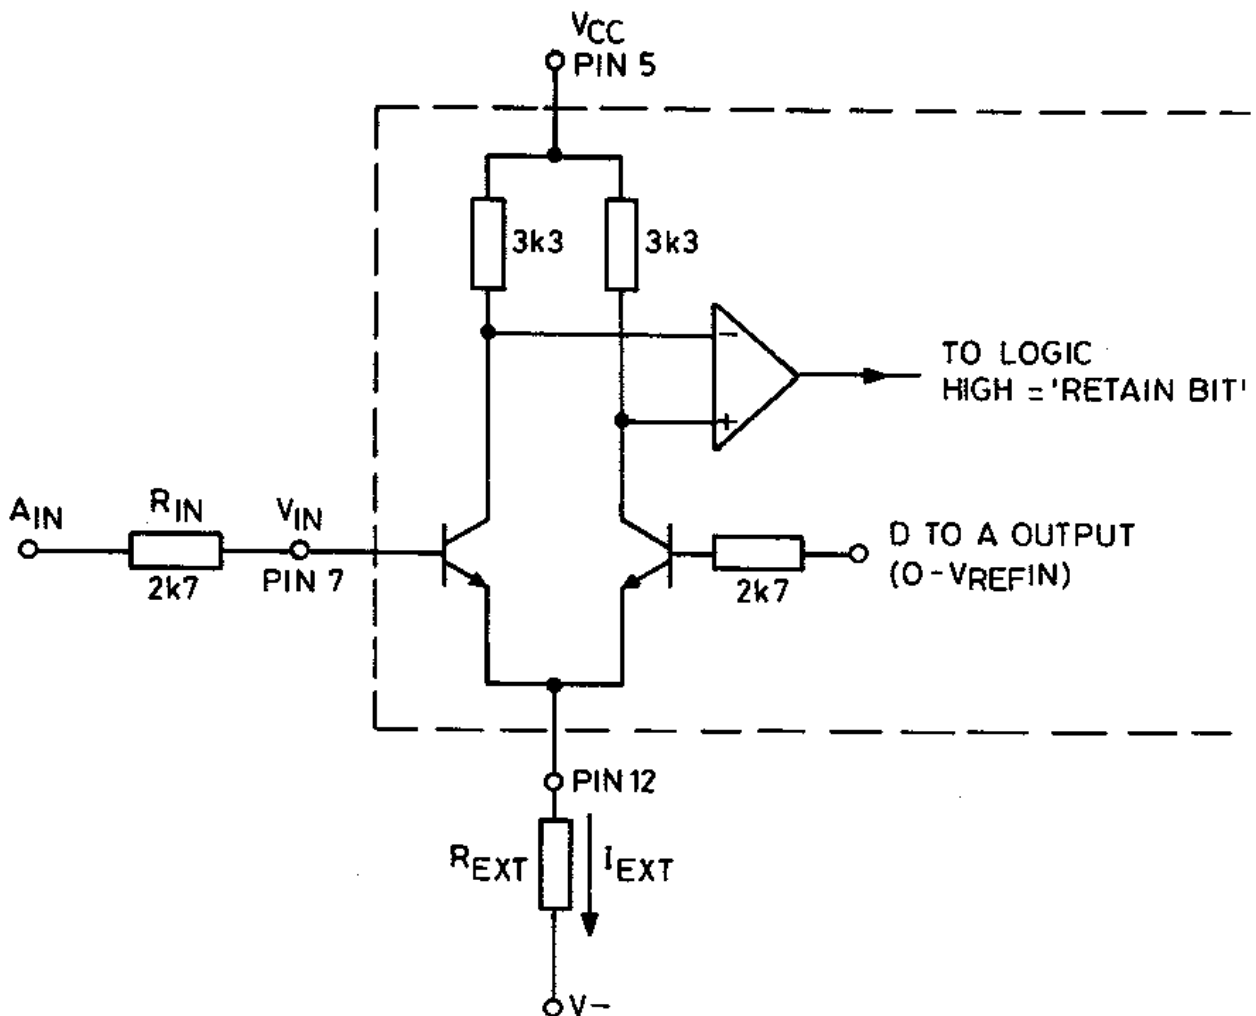 VCC
PIN 5
3k3
3k3
−
+
TO LOGIC
HIGH = 'RETAIN BIT'
AIN
RIN
2k7
VIN
PIN 7
2k7
D TO A OUTPUT
(0-VREFIN)
PIN 12
REXT
IEXT
V−